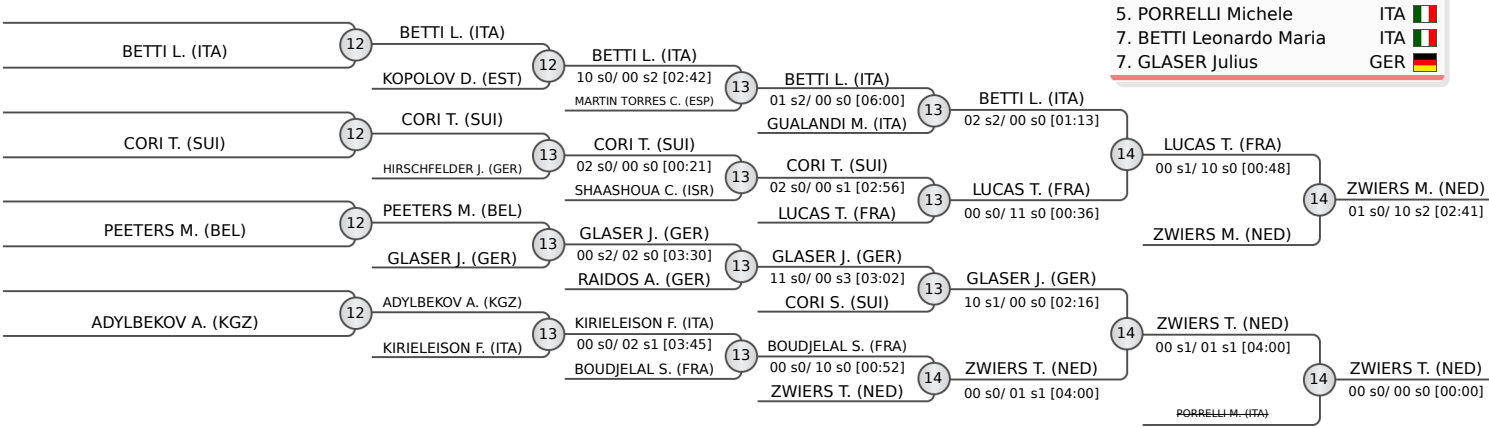 5. PORRELLI Michele ITA
7. BETTI Leonardo Maria ITA
7. GLASER Julius GER
BETTI L. (ITA)
12
BETTI L. (ITA)
KOPOLOV D. (EST)
12
BETTI L. (ITA)
10 s0/ 00 s2 [02:42]
MARTIN TORRES C. (ESP)
13
BETTI L. (ITA)
01 s2/ 00 s0 [06:00]
GUALANDI M. (ITA)
13
BETTI L. (ITA)
02 s2/ 00 s0 [01:13]
CORI T. (SUI)
12
CORI T. (SUI)
HIRSCHFELDER J. (GER)
13
CORI T. (SUI)
02 s0/ 00 s0 [00:21]
SHAASHOUA C. (ISR)
13
CORI T. (SUI)
02 s0/ 00 s1 [02:56]
LUCAS T. (FRA)
13
LUCAS T. (FRA)
00 s0/ 11 s0 [00:36]
14
LUCAS T. (FRA)
00 s1/ 10 s0 [00:48]
ZWIERS M. (NED)
14
ZWIERS M. (NED)
01 s0/ 10 s2 [02:41]
PEETERS M. (BEL)
12
PEETERS M. (BEL)
GLASER J. (GER)
13
GLASER J. (GER)
00 s2/ 02 s0 [03:30]
RAIDOS A. (GER)
13
GLASER J. (GER)
11 s0/ 00 s3 [03:02]
CORI S. (SUI)
13
GLASER J. (GER)
10 s1/ 00 s0 [02:16]
ADYLBEKOV A. (KGZ)
12
ADYLBEKOV A. (KGZ)
KIRIELEISON F. (ITA)
13
KIRIELEISON F. (ITA)
00 s0/ 02 s1 [03:45]
BOUDJELAL S. (FRA)
13
BOUDJELAL S. (FRA)
00 s0/ 10 s0 [00:52]
ZWIERS T. (NED)
14
ZWIERS T. (NED)
00 s0/ 01 s1 [04:00]
14
ZWIERS T. (NED)
00 s1/ 01 s1 [04:00]
PORRELLI M. (ITA)
14
ZWIERS T. (NED)
00 s0/ 00 s0 [00:00]